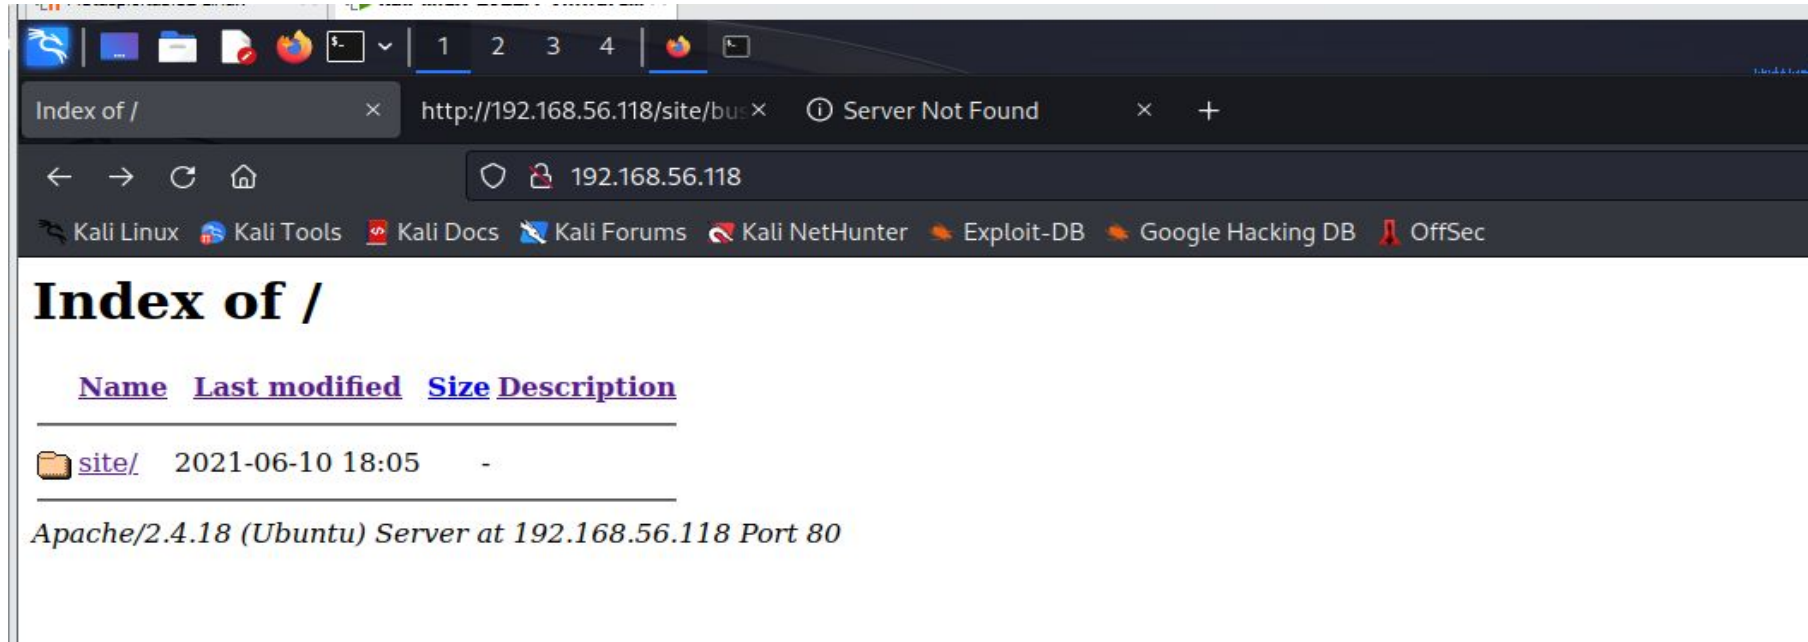 1 2 3 4
Index of / http://192.168.56.118/site/bus Server Not Found
192.168.56.118
Kali Linux Kali Tools Kali Docs Kali Forums Kali NetHunter Exploit-DB Google Hacking DB OffSec
Index of /
Name Last modified Size Description
site/ 2021-06-10 18:05 -
Apache/2.4.18 (Ubuntu) Server at 192.168.56.118 Port 80